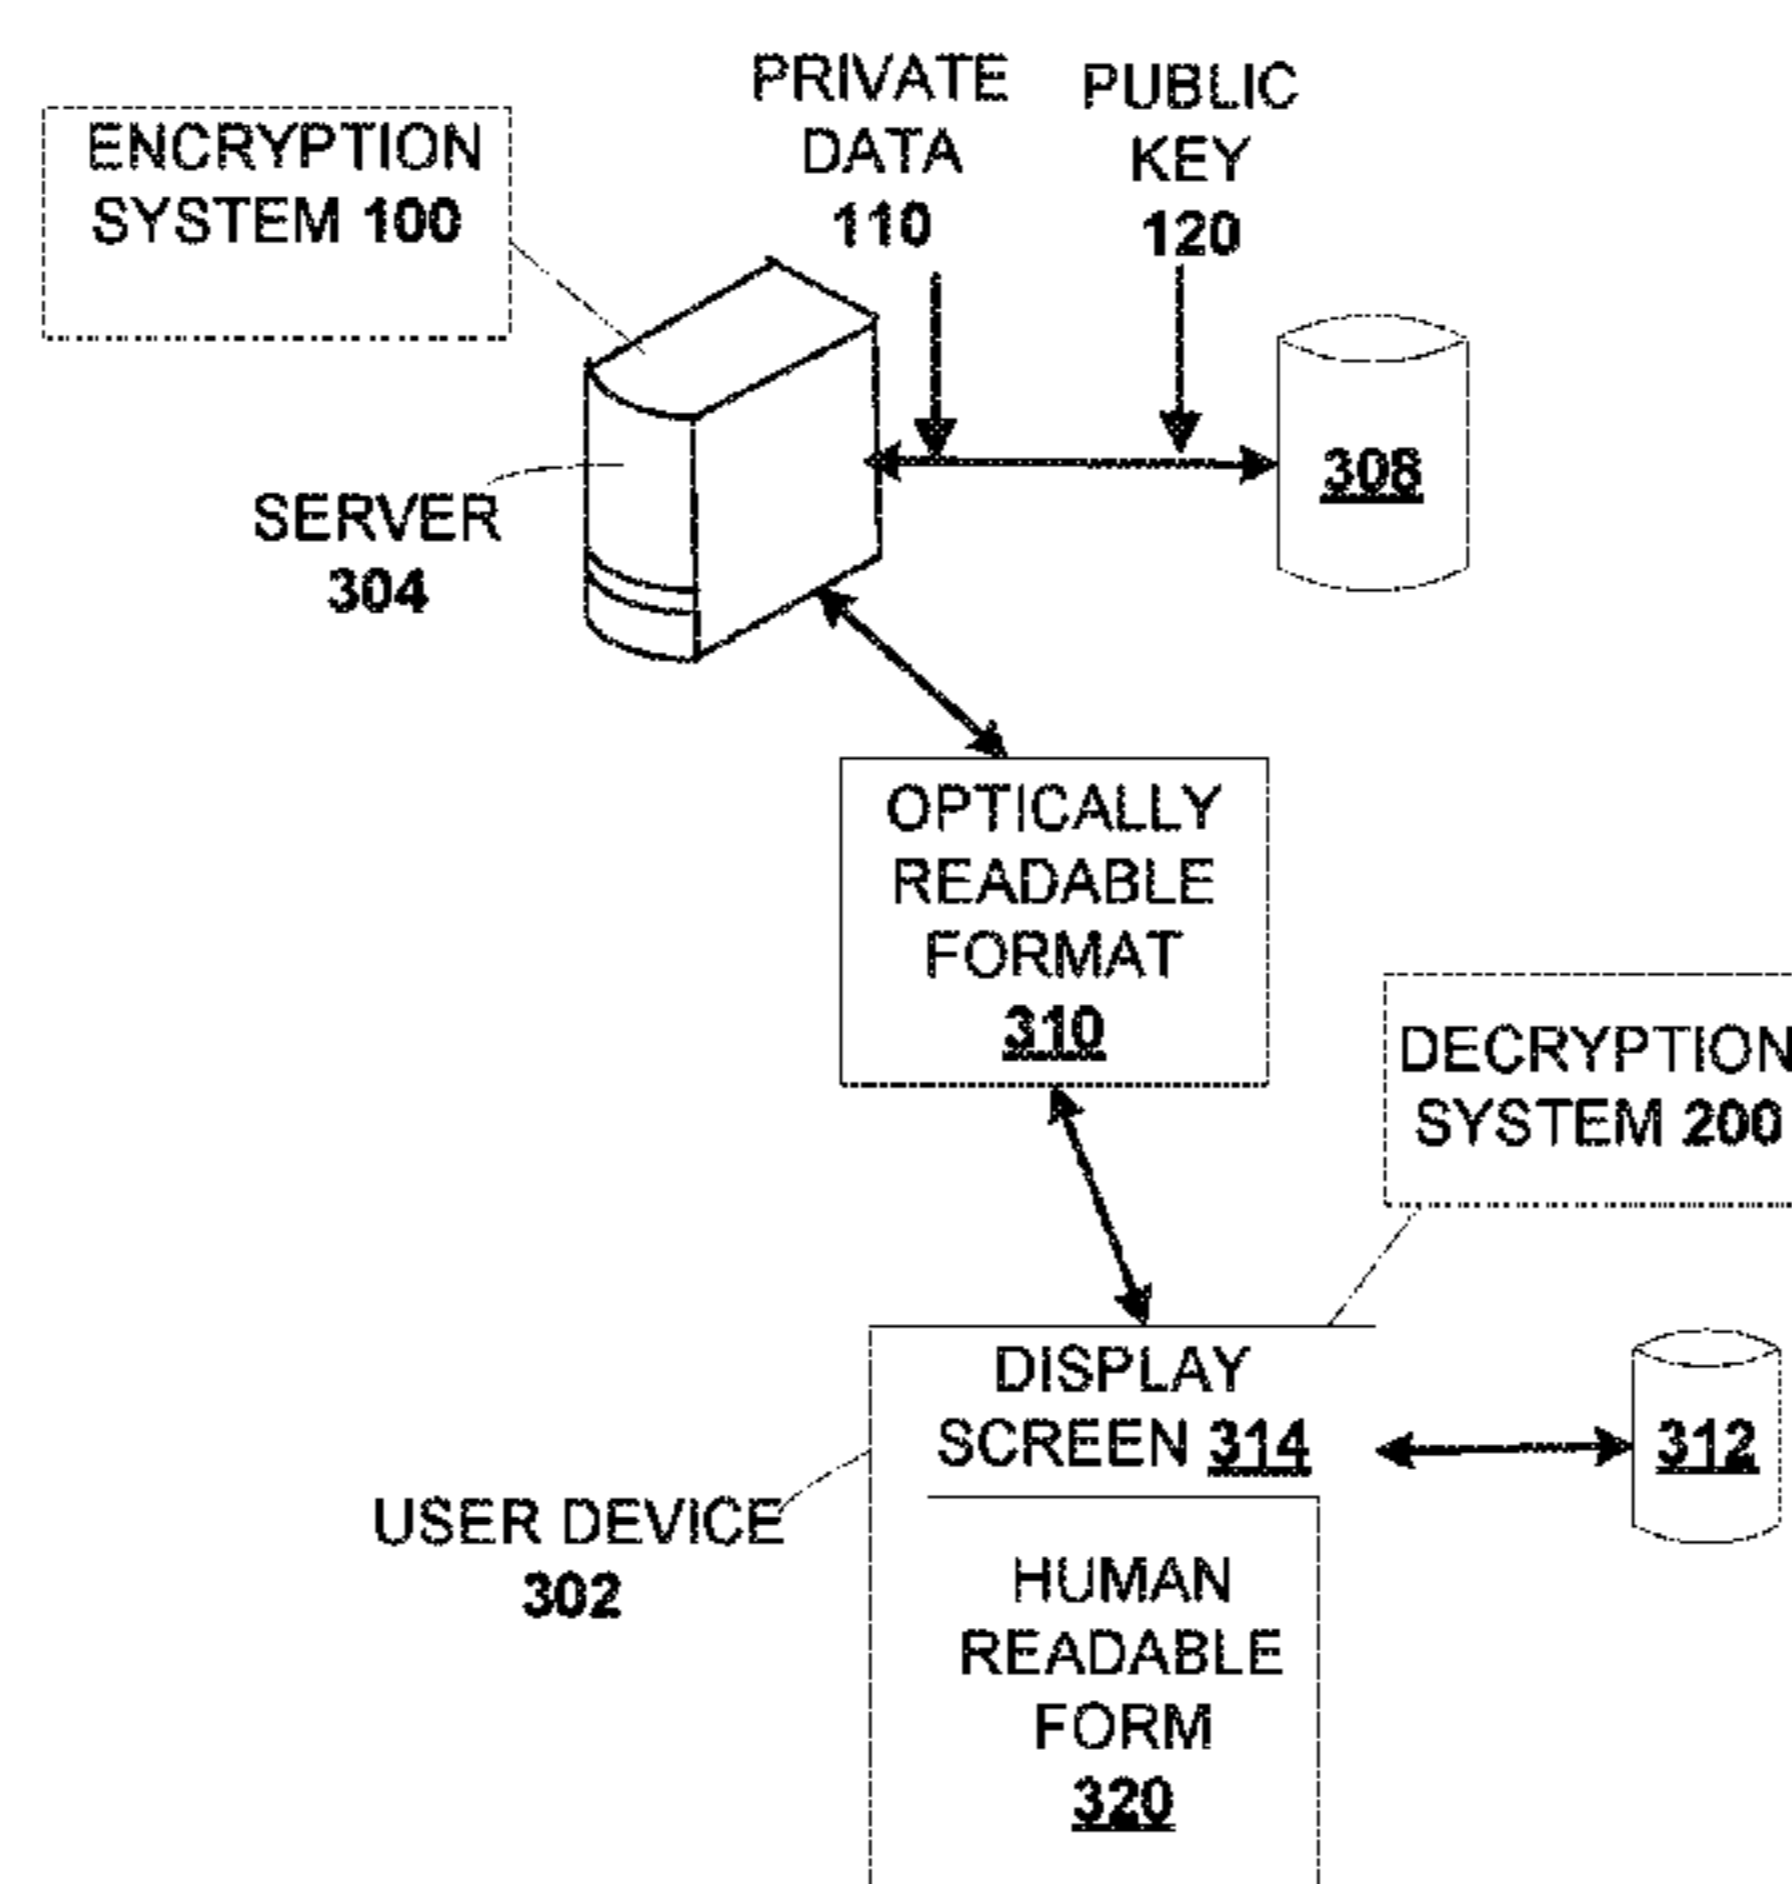 ENCRYPTION
SYSTEM 100
PRIVATE
DATA
110
PUBLIC
KEY
120
308
SERVER
304
OPTICALLY
READABLE
FORMAT
310
DECRYPTION
SYSTEM 200
DISPLAY
SCREEN 314
312
USER DEVICE
302
HUMAN
READABLE
FORM
320